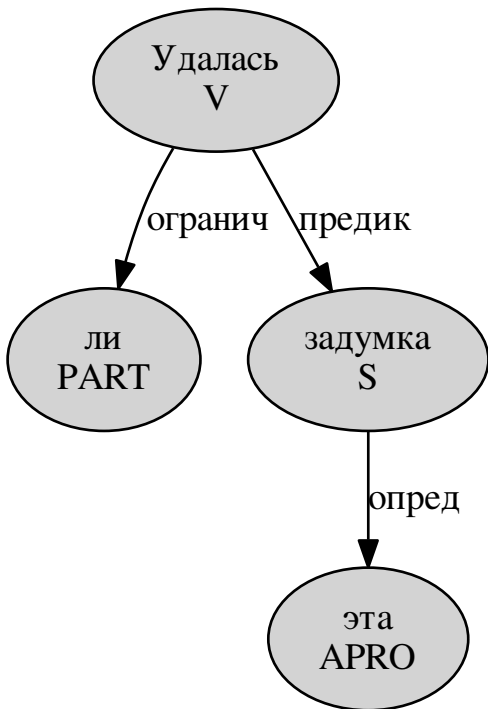 Удалась
V
огранич
предик
ли
PART
задумка
S
опред
эта
APRO